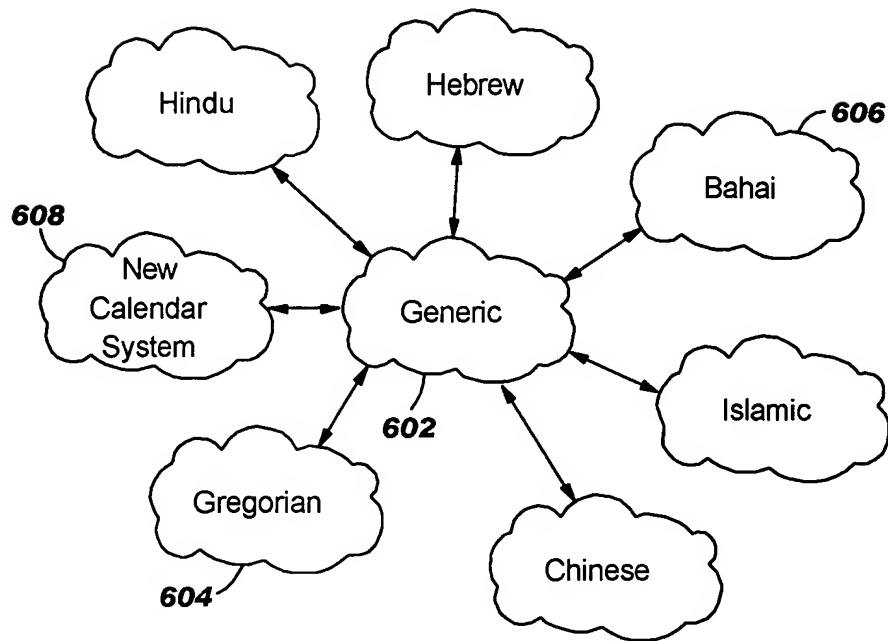 Hindu
Hebrew
606
Bahai
608
New
Calendar
System
Generic
602
Islamic
Gregorian
604
Chinese